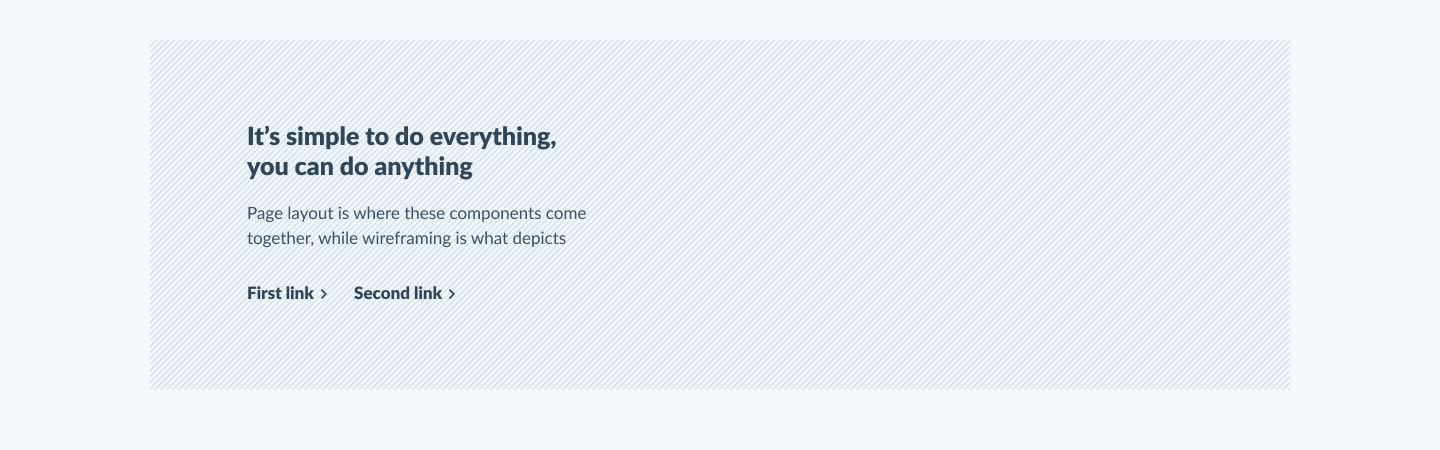 It’s simple to do everything,
you can do anything
Page layout is where these components come
together, while wireframing is what depicts
First link
Second link